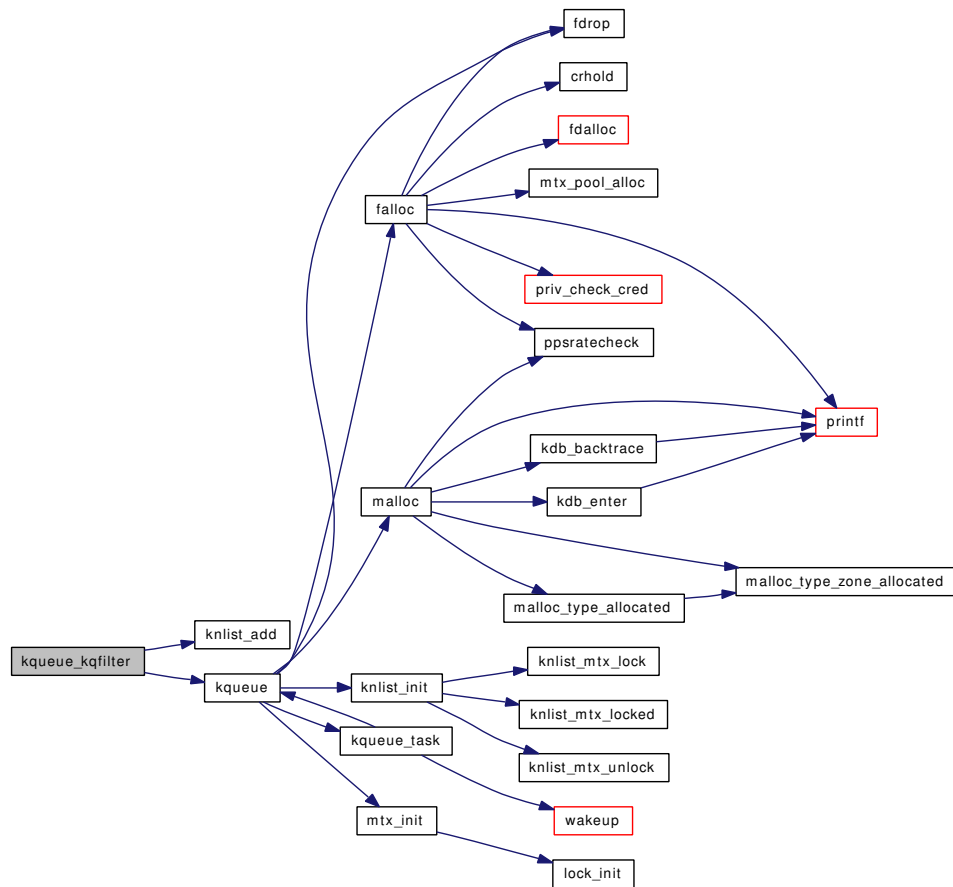 fdrop
crhold
fdalloc
mtx_pool_alloc
falloc
priv_check_cred
ppsratecheck
printf
kdb_backtrace
malloc
kdb_enter
malloc_type_zone_allocated
malloc_type_allocated
knlist_add
kqueue_kqfilter
knlist_mtx_lock
kqueue
knlist_init
knlist_mtx_locked
kqueue_task
knlist_mtx_unlock
mtx_init
wakeup
lock_init